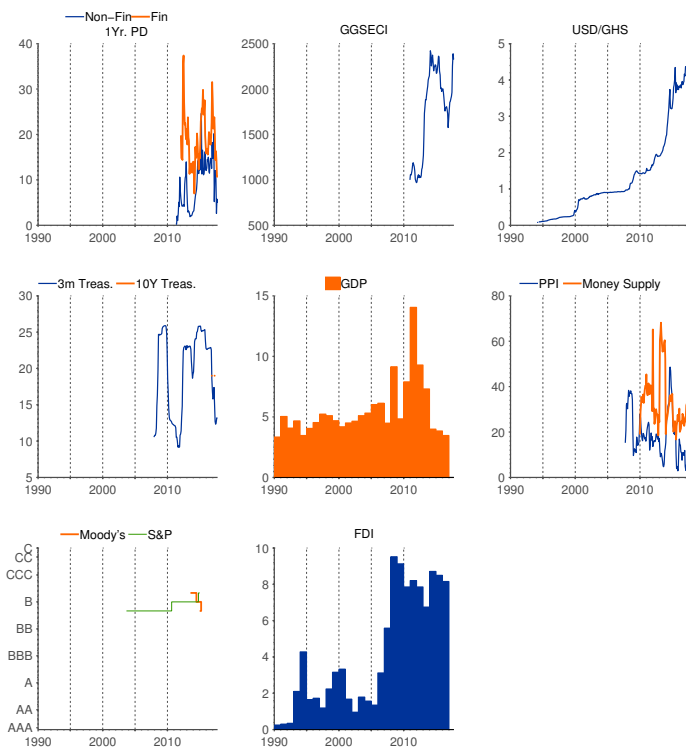 Non−Fin Fin
1Yr. PD
40
30
20
10
0
1990 2000 2010
GGSECI
2500
2100
1700
1300
900
500
1990 2000 2010
USD/GHS
5
4
3
2
1
0
1990 2000 2010
3m Treas. 10Y Treas.
30
25
20
15
10
5
1990 2000 2010
GDP
15
10
5
0
1990 2000 2010
PPI Money Supply
80
60
40
20
0
1990 2000 2010
Moody's S&P
C
CC
CCC
B
BB
BBB
A
AA
AAA
1990 2000 2010
FDI
10
8
6
4
2
0
1990 2000 2010